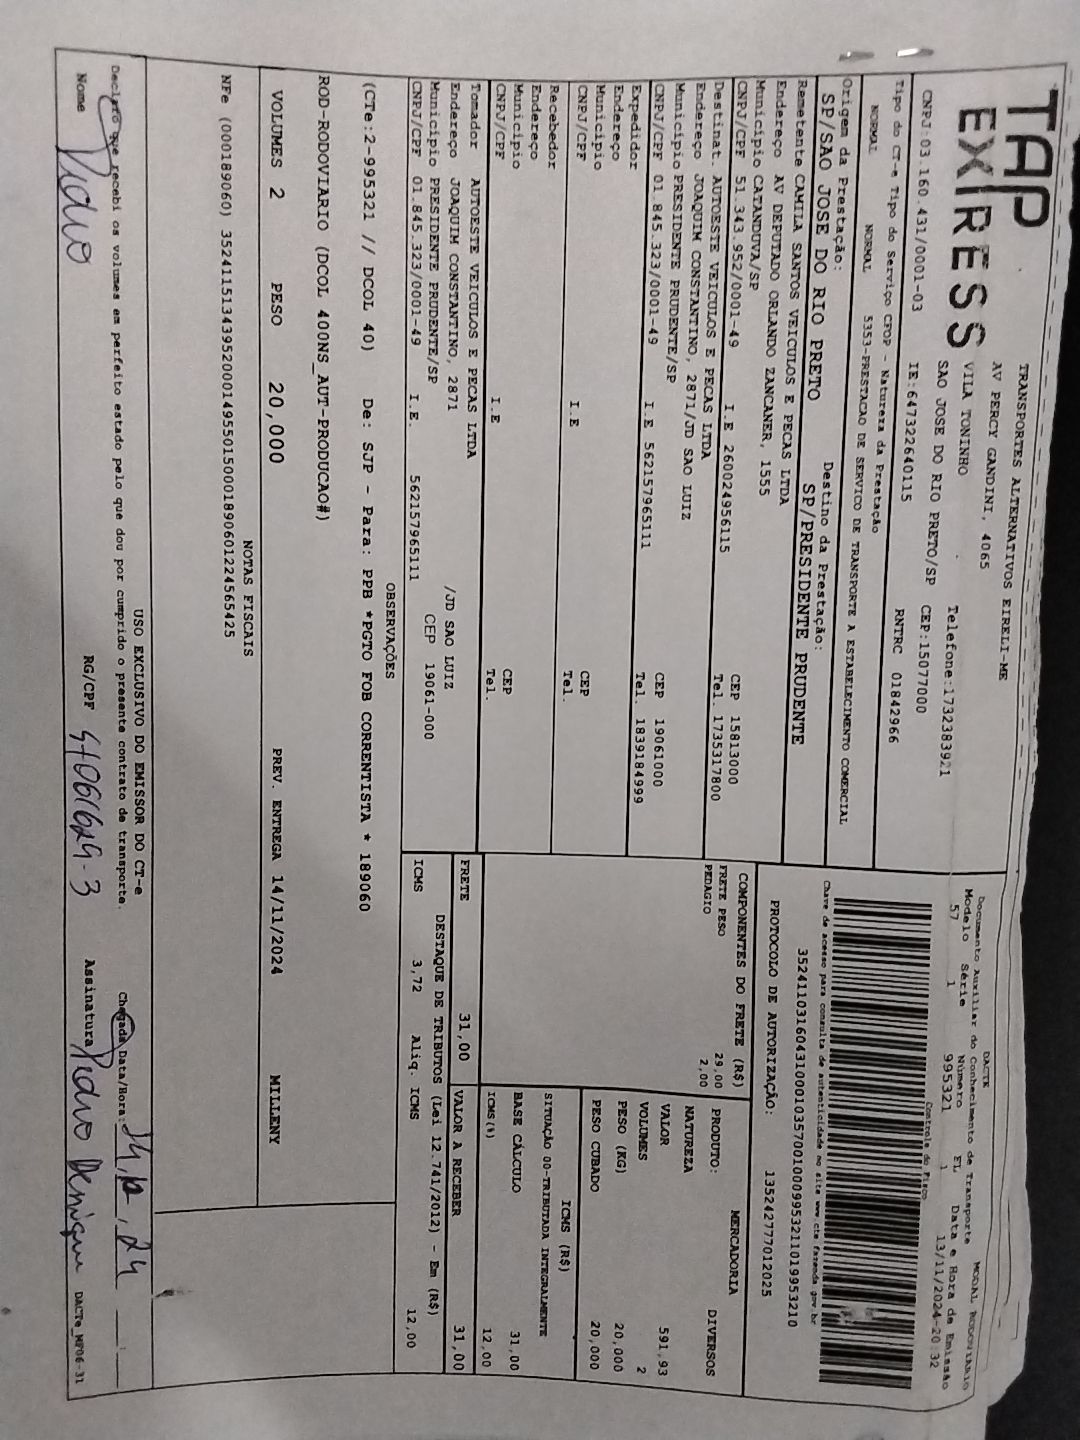 TAP EXPRESS
TRANSPORTES ALTERNATIVOS EIRELI-ME
AV PERCY GANDINI, 4065
VILA TONINHO Telefone:1732383921
SAO JOSE DO RIO PRETO/SP CEP:15077000
CNPJ:03.160.431/0001-03 IE:647322640115 RNTRC 01842966
DACTE MODAL RODOVIARIO
Documento Auxiliar do Conhecimento de Transporte
Modelo Série Número FL Data e Hora de Emissão
57 1 995321 1 13/11/2024-20:32
Controle do Fisco
Chave de acesso para consulta de autenticidade no site www.cte.fazenda.gov.br
35241103160431000103570010009953211019953210
PROTOCOLO DE AUTORIZAÇÃO: 135242777012025
Tipo do CT-e Tipo do Serviço CFOP - Natureza da Prestação
NORMAL NORMAL 5353-PRESTACAO DE SERVICO DE TRANSPORTE A ESTABELECIMENTO COMERCIAL
Origem da Prestação: Destino da Prestação:
SP/SAO JOSE DO RIO PRETO SP/PRESIDENTE PRUDENTE
Remetente CAMILA SANTOS VEICULOS E PECAS LTDA
Endereço AV DEPUTADO ORLANDO ZANCANER, 1555
Município CATANDUVA/SP CEP 15813000
CNPJ/CPF 51.343.952/0001-49 I.E 260024956115 Tel. 1735317800
Destinat. AUTOESTE VEICULOS E PECAS LTDA
Endereço JOAQUIM CONSTANTINO, 2871/JD SAO LUIZ
Município PRESIDENTE PRUDENTE/SP CEP 19061000
CNPJ/CPF 01.845.323/0001-49 I.E 562157965111 Tel. 1839184999
Expedidor
Endereço
Município CEP
CNPJ/CPF I.E Tel.
Recebedor
Endereço
Município CEP
CNPJ/CPF I.E Tel.
Tomador AUTOESTE VEICULOS E PECAS LTDA
Endereço JOAQUIM CONSTANTINO, 2871 /JD SAO LUIZ
Município PRESIDENTE PRUDENTE/SP CEP 19061-000
CNPJ/CPF 01.845.323/0001-49 I.E. 562157965111
COMPONENTES DO FRETE (R$)
FRETE PESO 29,00
PEDAGIO 2,00
MERCADORIA
PRODUTO: DIVERSOS
NATUREZA
VALOR 591,93
VOLUMES 2
PESO (KG) 20,000
PESO CUBADO 20,000
ICMS (R$)
SITUAÇÃO 00-TRIBUTADA INTEGRALMENTE
BASE CÁLCULO 31,00
ICMS(%) 12,00
FRETE 31,00 VALOR A RECEBER 31,00
DESTAQUE DE TRIBUTOS (Lei 12.741/2012) - Em (R$)
ICMS 3,72 Aliq. ICMS 12,00
OBSERVAÇÕES
(CTe:2-995321 // DCOL 40) De: SJP - Para: PPB *PGTO FOB CORRENTISTA * 189060
ROD-RODOVIARIO (DCOL 400NS_AUT-PRODUCAO#)
VOLUMES 2 PESO 20,000 PREV. ENTREGA 14/11/2024 MILLENY
NOTAS FISCAIS
NFe (000189060) 35241151343952000149550150001890601224565425
USO EXCLUSIVO DO EMISSOR DO CT-e
Declaro que recebi os volumes em perfeito estado pelo que dou por cumprido o presente contrato de transporte. Chegada Data/Hora:
Nome Pedro RG/CPF Assinatura Pedro DACTe_MP06-31